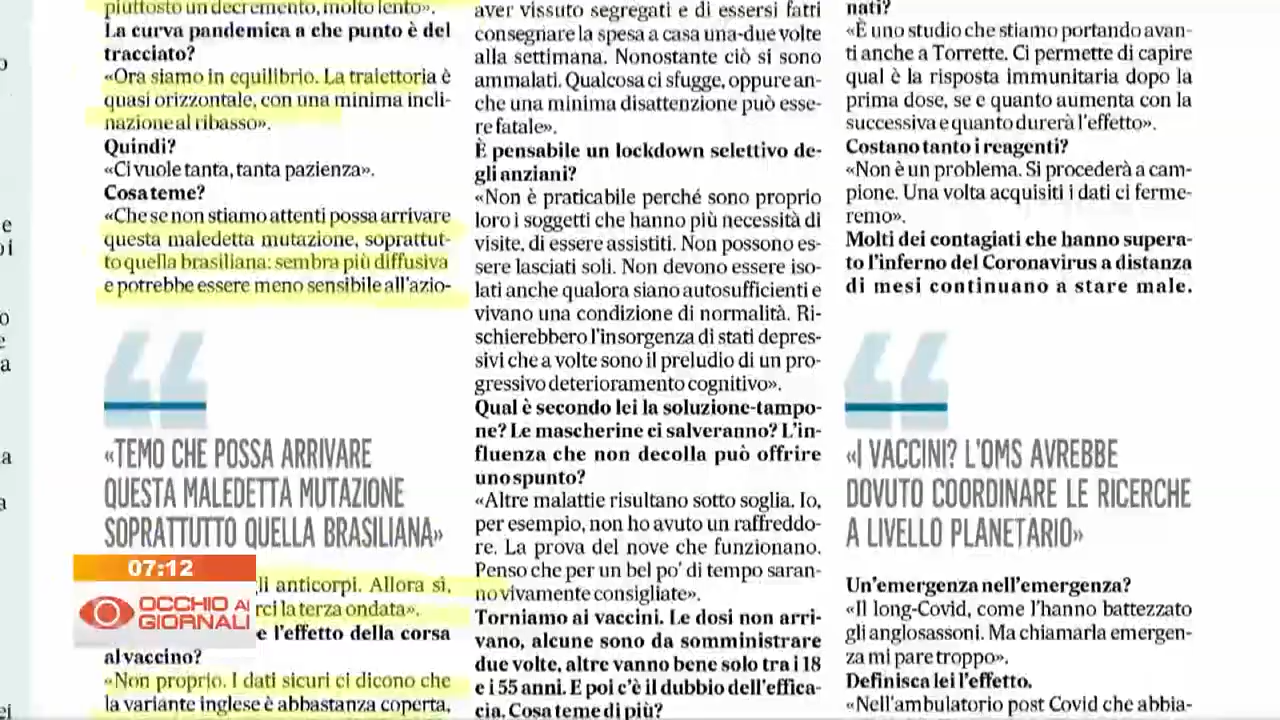 piuttosto un decremento, molto lento».
La curva pandemica a che punto è del
tracciato?
«Ora siamo in equilibrio. La traiettoria è
quasi orizzontale, con una minima incli-
nazione al ribasso».
Quindi?
«Ci vuole tanta, tanta pazienza».
Cosa teme?
«Che se non stiamo attenti possa arrivare
questa maledetta mutazione, soprattut-
to quella brasiliana: sembra più diffusiva
e potrebbe essere meno sensibile all'azio-
«TEMO CHE POSSA ARRIVARE
QUESTA MALEDETTA MUTAZIONE
SOPRATTUTTO QUELLA BRASILIANA»
gli anticorpi. Allora sì,
rci la terza ondata».
e l'effetto della corsa
al vaccino?
«Non proprio. I dati sicuri ci dicono che
la variante inglese è abbastanza coperta,
aver vissuto segregati e di essersi fatti
consegnare la spesa a casa una-due volte
alla settimana. Nonostante ciò si sono
ammalati. Qualcosa ci sfugge, oppure an-
che una minima disattenzione può esse-
re fatale».
È pensabile un lockdown selettivo de-
gli anziani?
«Non è praticabile perché sono proprio
loro i soggetti che hanno più necessità di
visite, di essere assistiti. Non possono es-
sere lasciati soli. Non devono essere iso-
lati anche qualora siano autosufficienti e
vivano una condizione di normalità. Ri-
schierebbero l'insorgenza di stati depres-
sivi che a volte sono il preludio di un pro-
gressivo deterioramento cognitivo».
Qual è secondo lei la soluzione-tampo-
ne? Le mascherine ci salveranno? L'in-
fluenza che non decolla può offrire
uno spunto?
«Altre malattie risultano sotto soglia. Io,
per esempio, non ho avuto un raffreddo-
re. La prova del nove che funzionano.
Penso che per un bel po' di tempo saran-
no vivamente consigliate».
Torniamo ai vaccini. Le dosi non arri-
vano, alcune sono da somministrare
due volte, altre vanno bene solo tra i 18
e i 55 anni. E poi c'è il dubbio dell'effica-
cia. Cosa teme di più?
nati?
«È uno studio che stiamo portando avan-
ti anche a Torrette. Ci permette di capire
qual è la risposta immunitaria dopo la
prima dose, se e quanto aumenta con la
successiva e quanto durerà l'effetto».
Costano tanto i reagenti?
«Non è un problema. Si procederà a cam-
pione. Una volta acquisiti i dati ci ferme-
remo».
Molti dei contagiati che hanno supera-
to l'inferno del Coronavirus a distanza
di mesi continuano a stare male.
«I VACCINI? L'OMS AVREBBE
DOVUTO COORDINARE LE RICERCHE
A LIVELLO PLANETARIO»
Un'emergenza nell'emergenza?
«Il long-Covid, come l'hanno battezzato
gli anglosassoni. Ma chiamarla emergen-
za mi pare troppo».
Definisca lei l'effetto.
«Nell'ambulatorio post Covid che abbia-
07:12
OCCHIO AI
GIORNALI